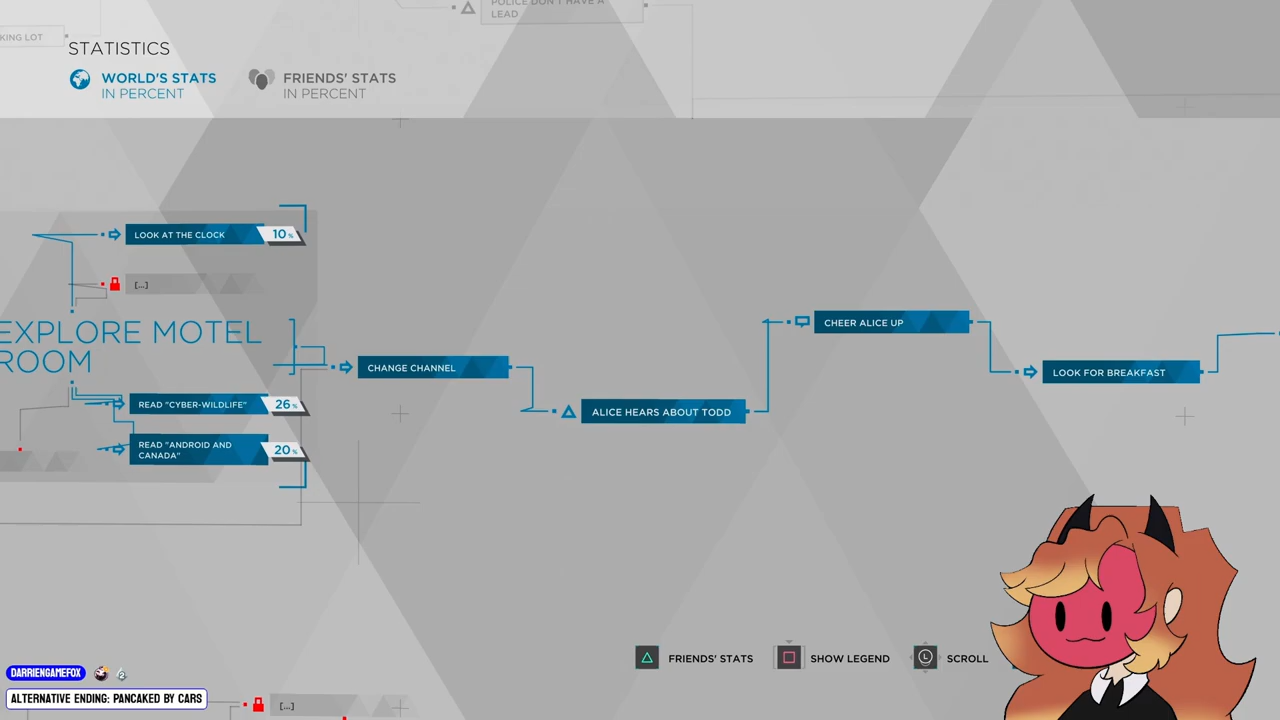 POLICE DON'T HAVE A
LEAD
KING LOT
STATISTICS
WORLD'S STATS
IN PERCENT
FRIENDS' STATS
IN PERCENT
LOOK AT THE CLOCK
10%
[...]
EXPLORE MOTEL
ROOM
CHANGE CHANNEL
CHEER ALICE UP
LOOK FOR BREAKFAST
READ "CYBER-WILDLIFE"
26%
ALICE HEARS ABOUT TODD
READ "ANDROID AND
CANADA"
20%
FRIENDS' STATS
SHOW LEGEND
L
SCROLL
DARRIENGAMEFOX
ALTERNATIVE ENDING: PANCAKED BY CARS
[...]